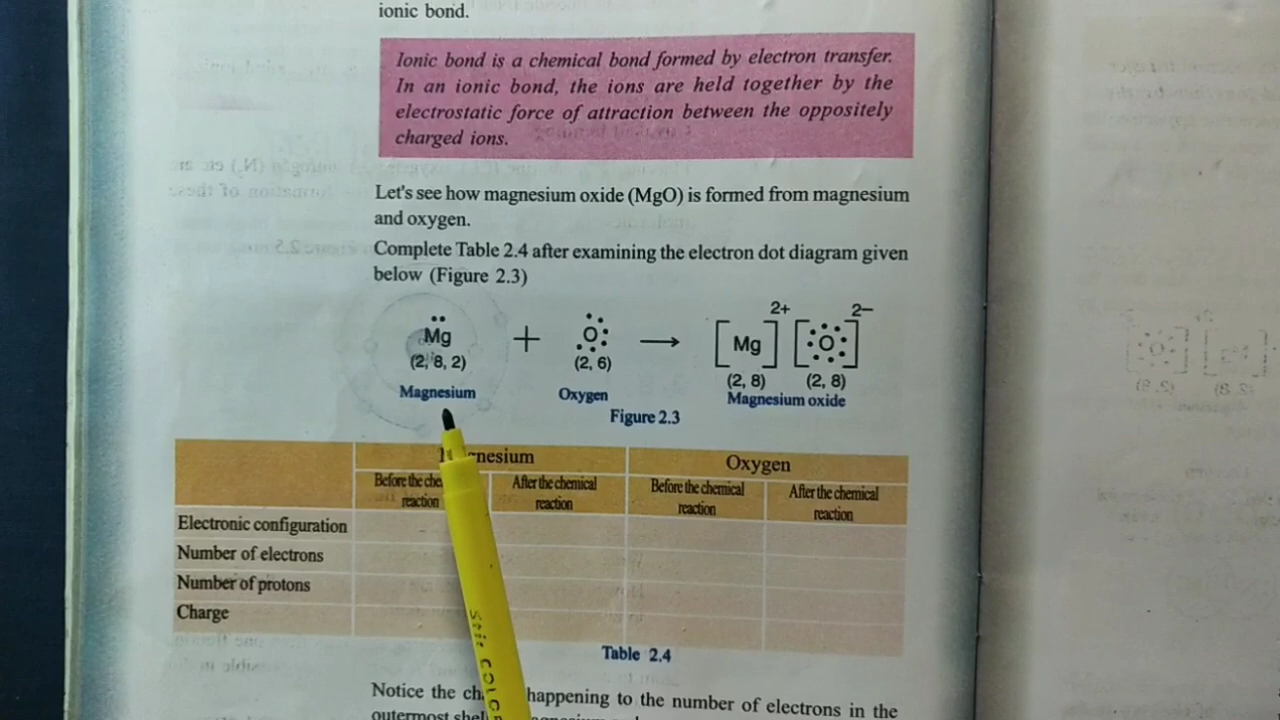 ionic bond.
Ionic bond is a chemical bond formed by electron transfer.
In an ionic bond, the ions are held together by the
electrostatic force of attraction between the oppositely
charged ions.
Let's see how magnesium oxide (MgO) is formed from magnesium
and oxygen.
Complete Table 2.4 after examining the electron dot diagram given
below (Figure 2.3)
Mg + O → [Mg]2+ [O]2−
(2, 8, 2) (2, 6) (2, 8) (2, 8)
Magnesium Oxygen Magnesium oxide
Figure 2.3
Oxygen
Before the chemical After the chemical Before the chemical After the chemical
reaction reaction reaction reaction
Electronic configuration
Number of electrons
Number of protons
Charge
Table 2.4
Notice the happening to the number of electrons in the
outermost